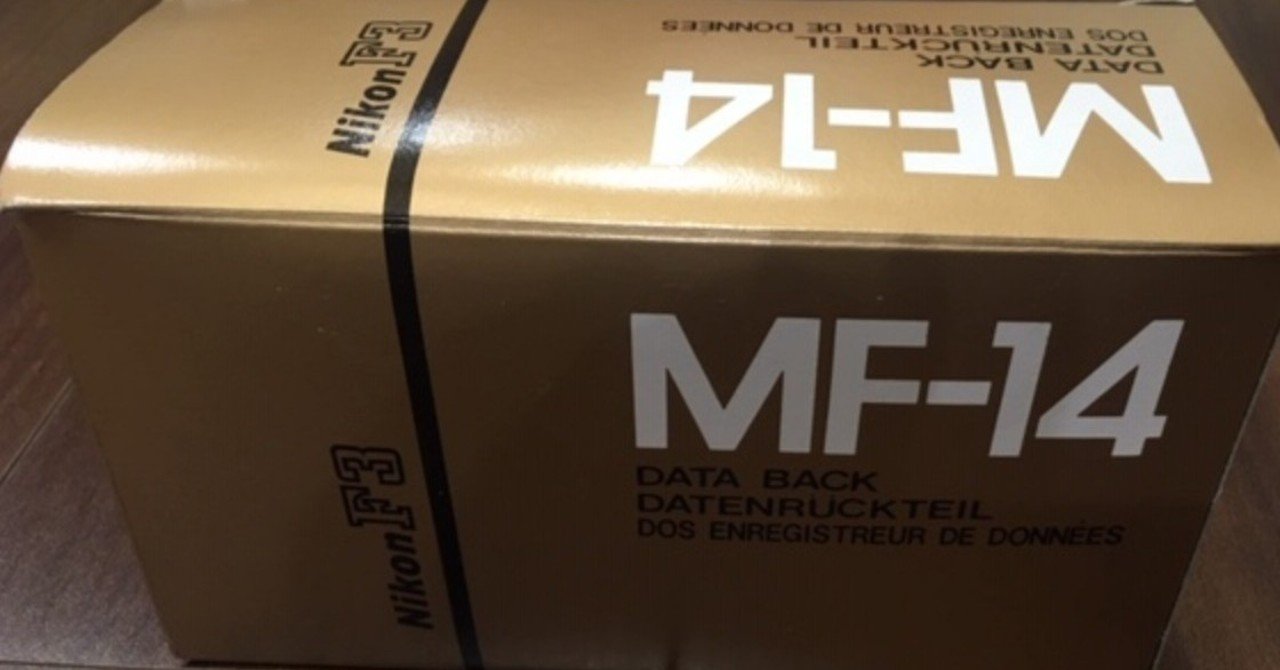 Nikon F3
MF-14
DATA BACK
DATENRÜCKTEIL
DOS ENREGISTREUR DE DONNÉES
Nikon F3
MF-14
DATA BACK
DATENRÜCKTEIL
DOS ENREGISTREUR DE DONNÉES